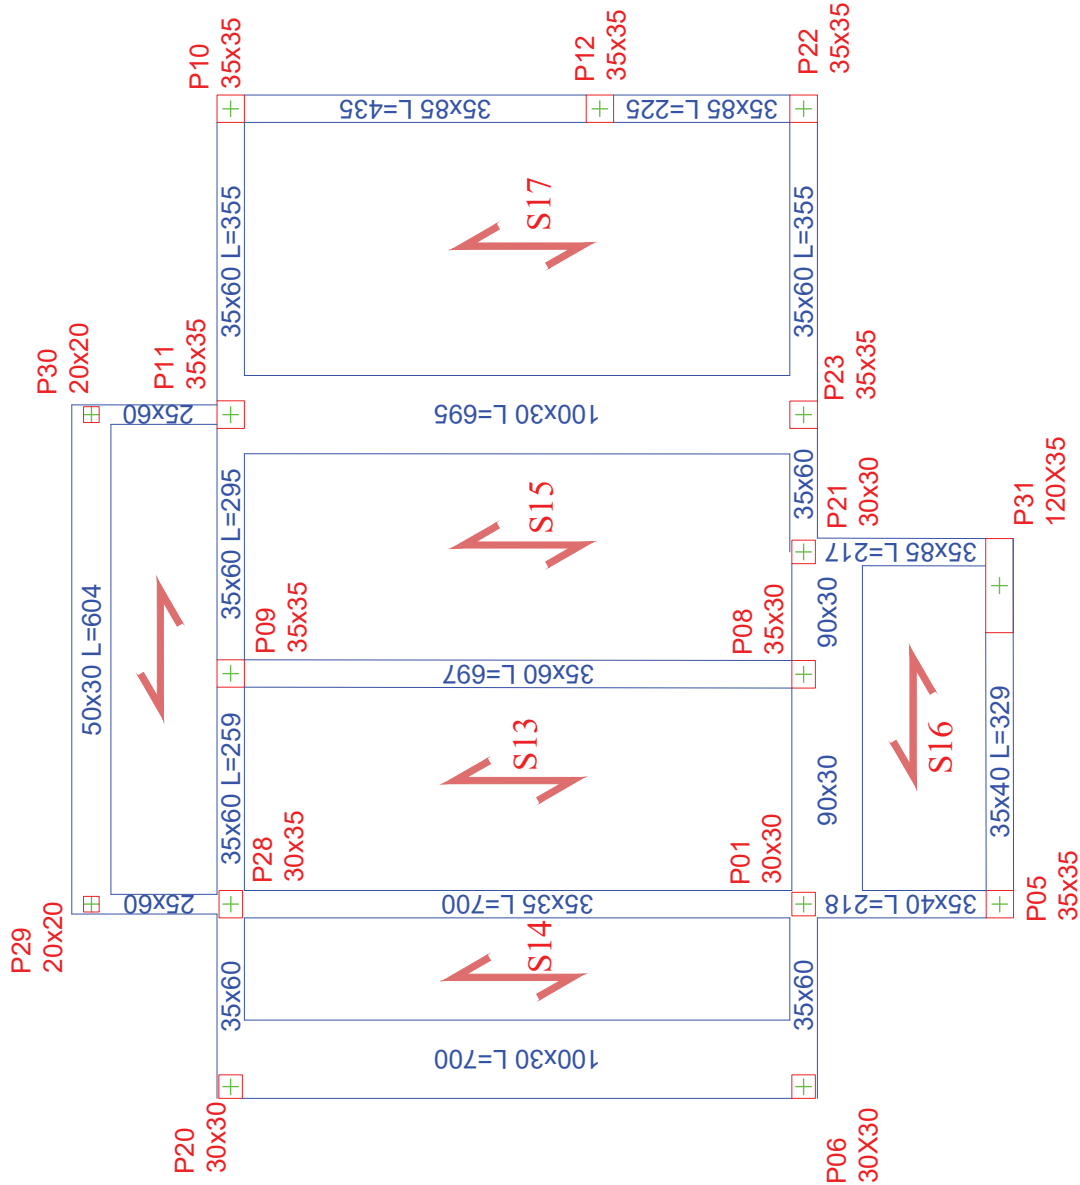 P10
35x35
P12
35x35
P22
35x35
35x85 L=435
35x85 L=225
35x60 L=355
S17
35x60 L=355
P30
20x20
P11
35x35
25x60
100x30 L=695
P23
35x35
35x60 L=295
S15
35x60
P21
30x30
P31
120X35
35x85 L=217
50x30 L=604
P09
35x35
P08
35x30
90x30
35x60 L=697
35x60 L=259
S13
90x30
S16
35x40 L=329
P28
30x35
P01
30x30
P29
20x20
25x60
35x35 L=700
35x40 L=218
P05
35x35
35x60
S14
35x60
100x30 L=700
P20
30x30
P06
30X30